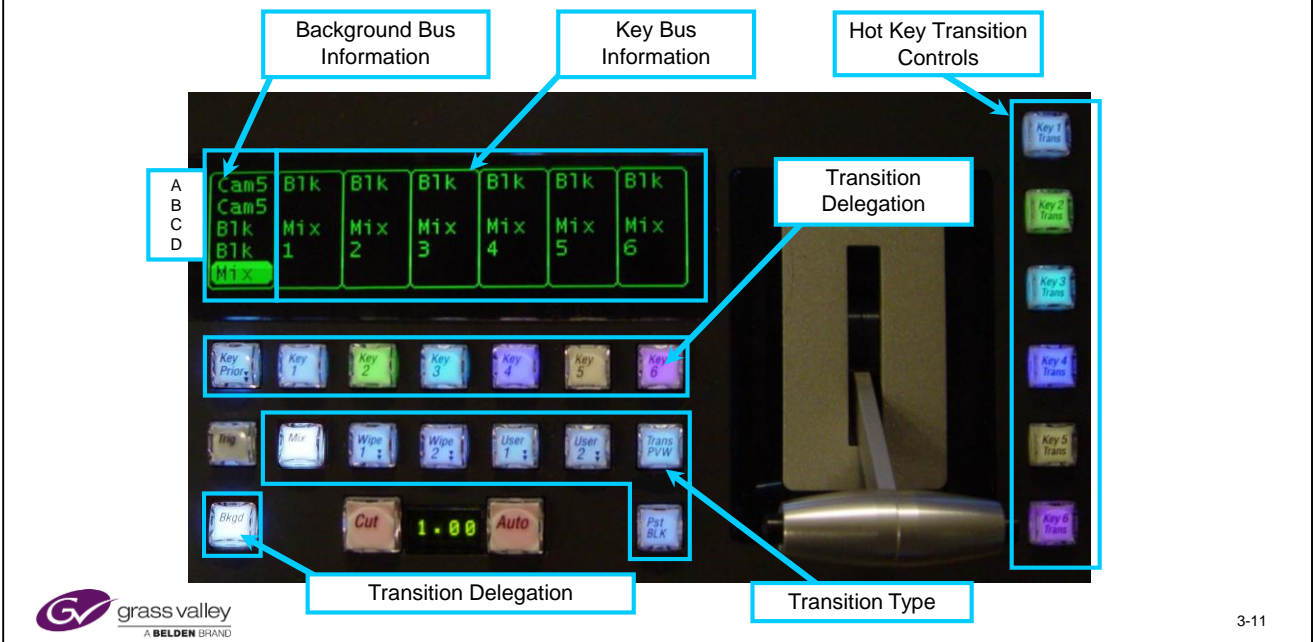 Background Bus
Information
Key Bus
Information
Hot Key Transition
Controls
Key 1
Trans
A
B
C
D
Cam5
Cam5
Blk
Blk
Mix
Blk
Mix
1
Blk
Mix
2
Blk
Mix
3
Blk
Mix
4
Blk
Mix
5
Blk
Mix
6
Transition
Delegation
Key 2
Trans
Key 3
Trans
Key
Prior
Key
1
Key
2
Key
3
Key
4
Key
5
Key
6
Key 4
Trans
Trig
Mix
Wipe
1
Wipe
2
User
1
User
2
Trans
PVW
Key 5
Trans
Bkgd
Cut
1.00
Auto
Pst
BLK
Key 6
Trans
Transition Delegation
Transition Type
GV
grass valley
A BELDEN BRAND
3-11